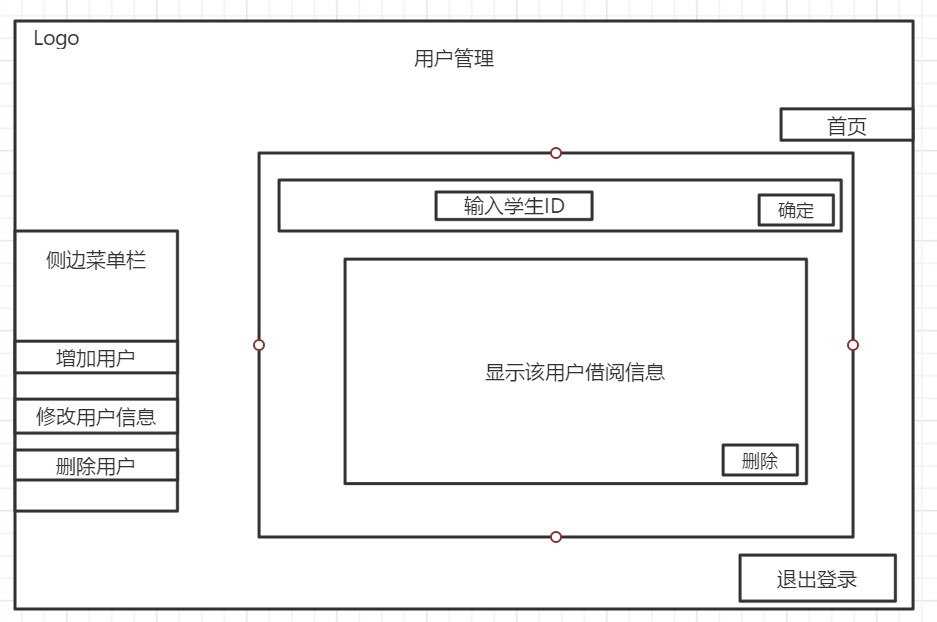 Logo
用户管理
首页
输入学生ID
确定
侧边菜单栏
增加用户
修改用户信息
删除用户
显示该用户借阅信息
删除
退出登录